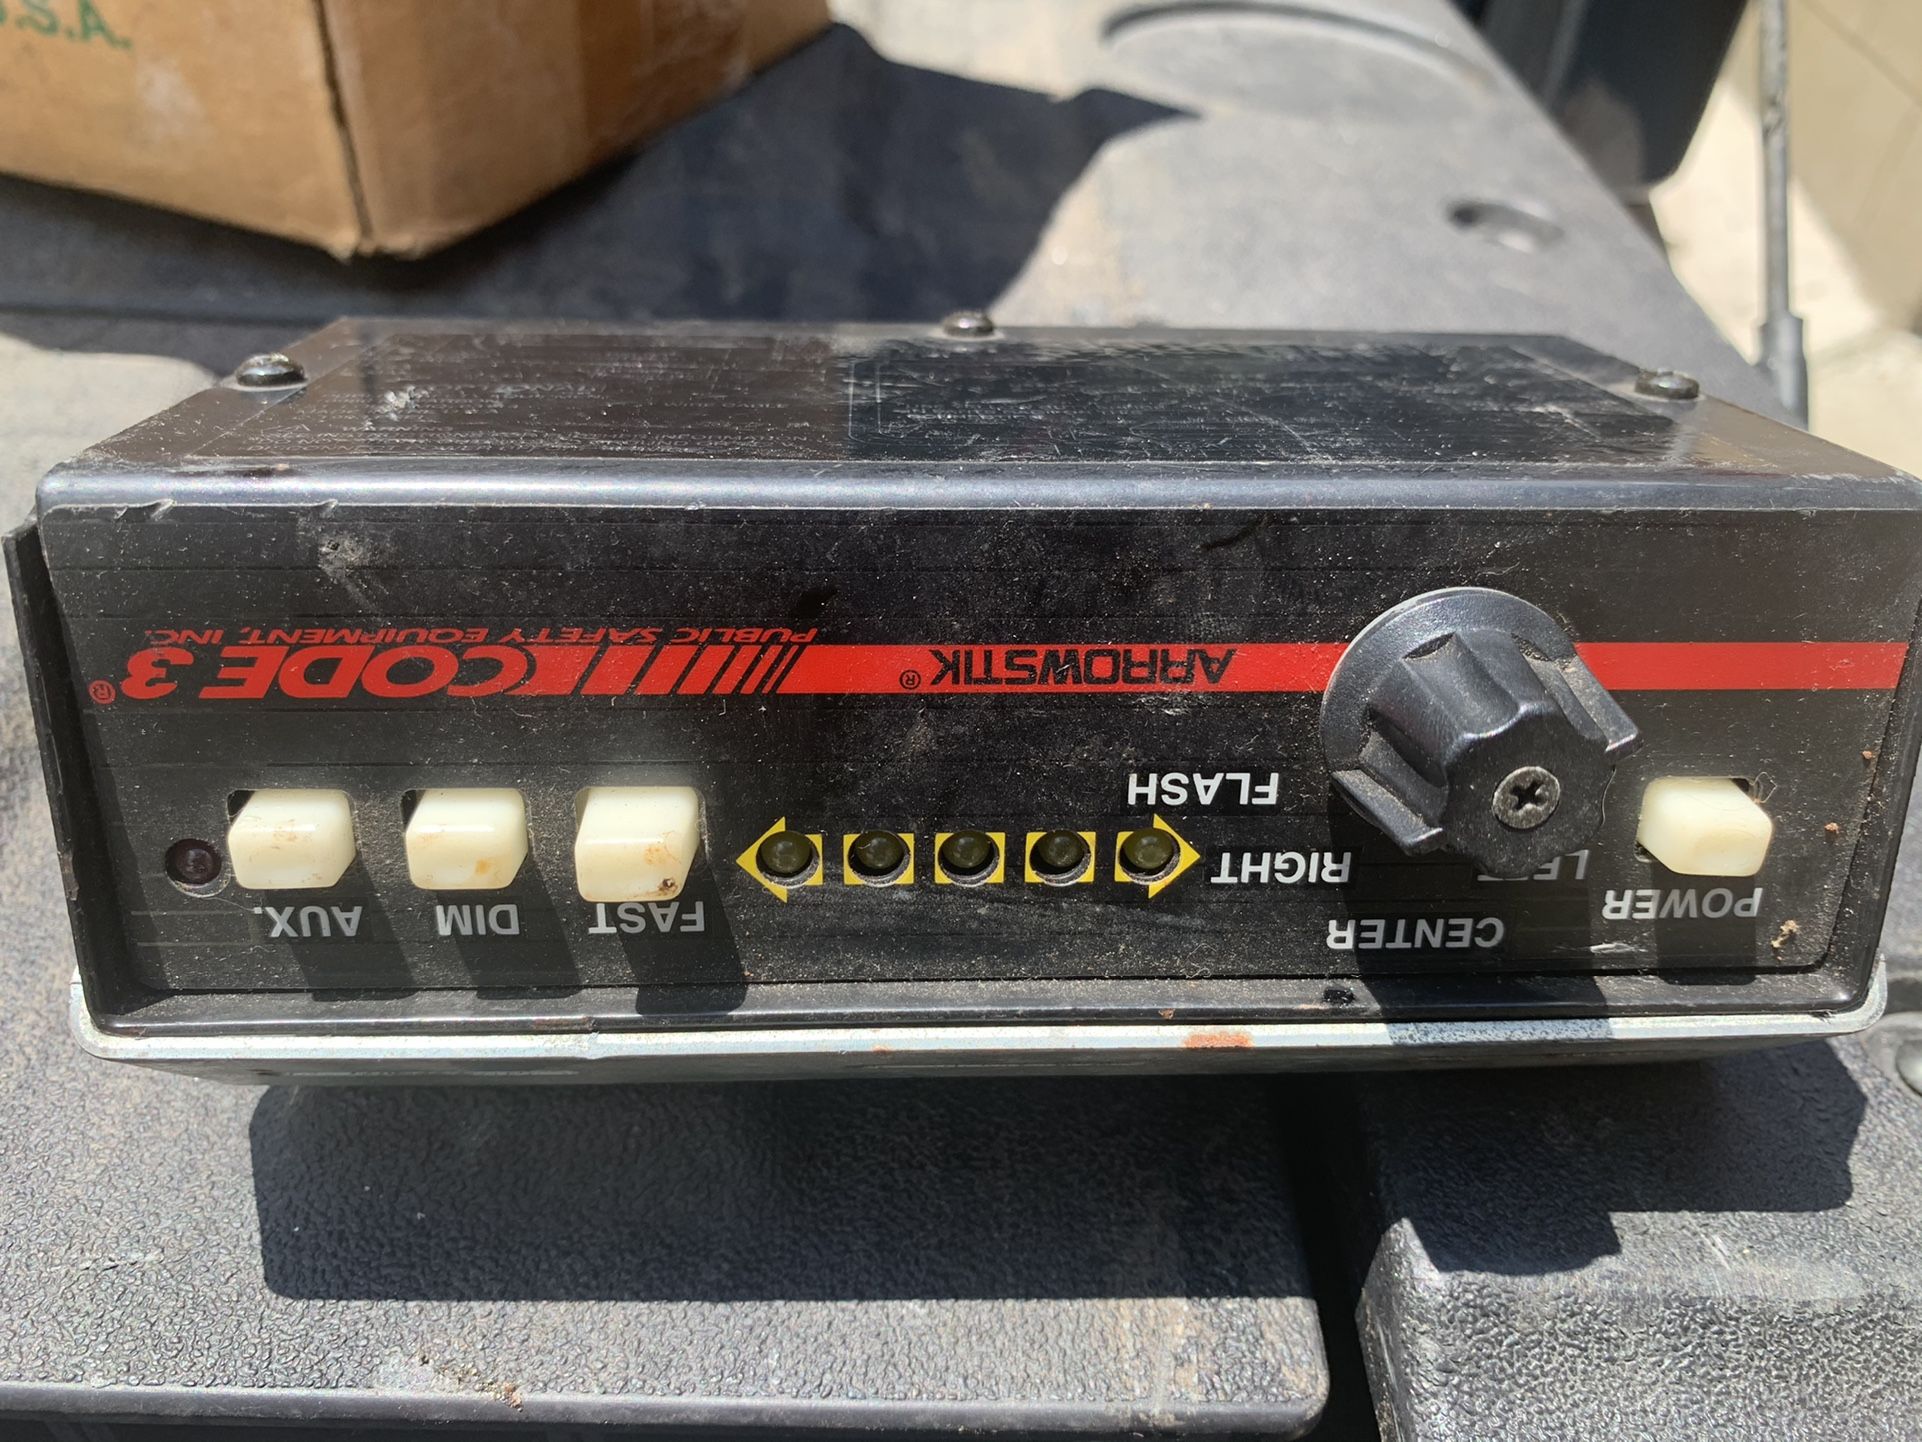 .S.A.
POWER
CENTER
LEFT
RIGHT
FLASH
FAST
DIM
AUX.
ARROWSTIK®
CODE 3®
PUBLIC SAFETY EQUIPMENT, INC.